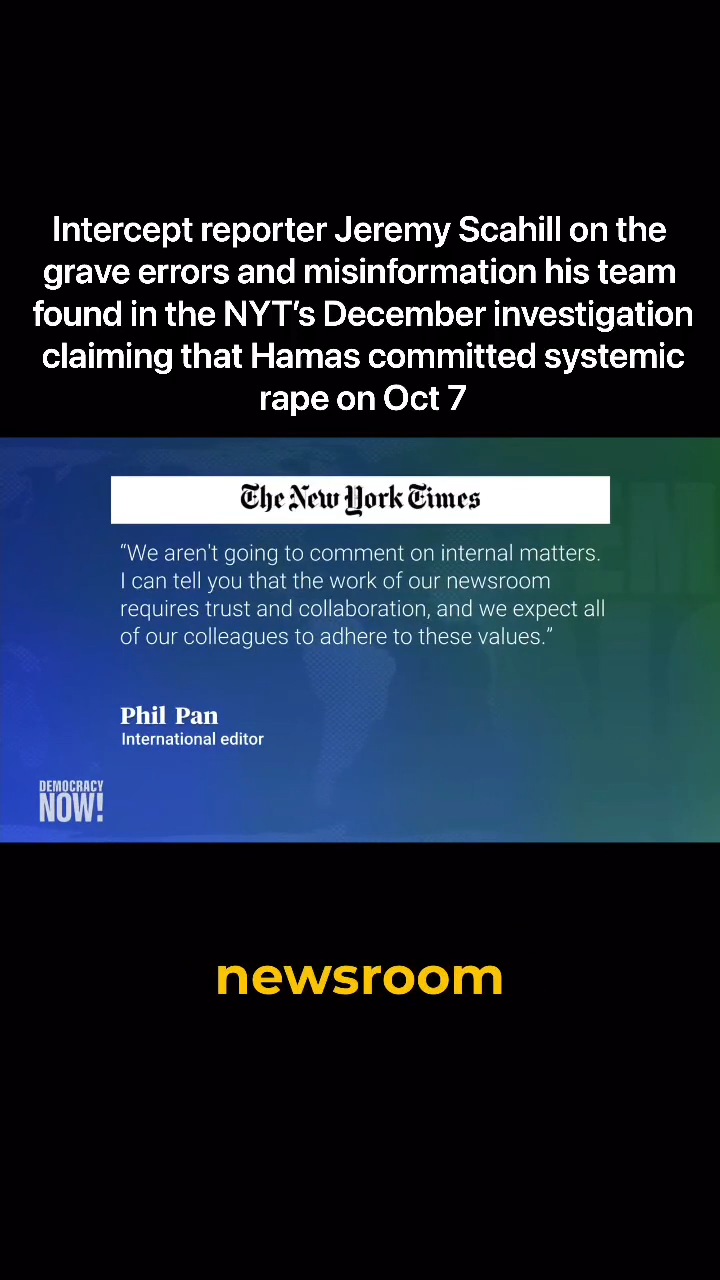 Intercept reporter Jeremy Scahill on the
grave errors and misinformation his team
found in the NYT's December investigation
claiming that Hamas committed systemic
rape on Oct 7
The New York Times
“We aren't going to comment on internal matters.
I can tell you that the work of our newsroom
requires trust and collaboration, and we expect all
of our colleagues to adhere to these values.”
Phil Pan
International editor
DEMOCRACY
NOW!
newsroom